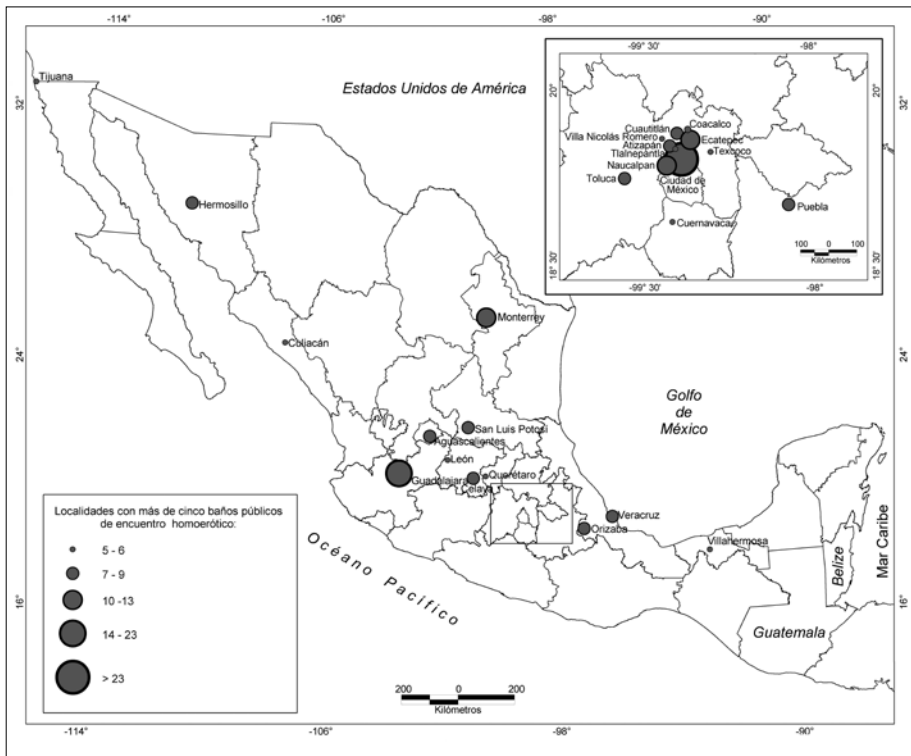 -114°
-106°
-98°
-90°
Tijuana
32°
Estados Unidos de América
-99° 30'
-98°
20°
20°
32°
Cuautitlán
Coacalco
Villa Nicolás Romero
Ecatepec
Atizapán
Texcoco
Tlalnepantla
Naucalpan
Toluca
Ciudad de
México
Puebla
Cuernavaca
100 0 100
Kilómetros
18° 30'
18° 30'
-99° 30'
-98°
Hermosillo
Monterrey
Culiacán
24°
24°
Golfo
de
México
San Luis Potosí
Aguascalientes
León
Guadalajara
Querétaro
Celaya
Localidades con más de cinco baños públicos
de encuentro homoerótico:
5 - 6
7 - 9
10 -13
14 - 23
> 23
Veracruz
Orizaba
Villahermosa
Océano Pacífico
Mar Caribe
Belize
Guatemala
16°
16°
200 0 200
Kilómetros
-114°
-106°
-98°
-90°